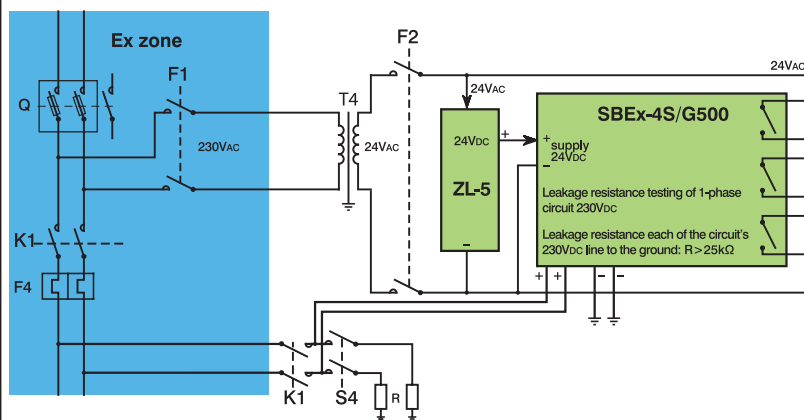 Ex zone
F2
F1
24VAC
24VAC
Q
T4
SBEx-4S/G500
230VAC
24VAC
24VDC
+
+
supply
24VDC
−
ZL-5
Leakage resistance testing of 1-phase
circuit 230VDC
K1
Leakage resistance each of the circuit's
230VDC line to the ground: R>25kΩ
−
+ + − −
F4
K1
S4
R